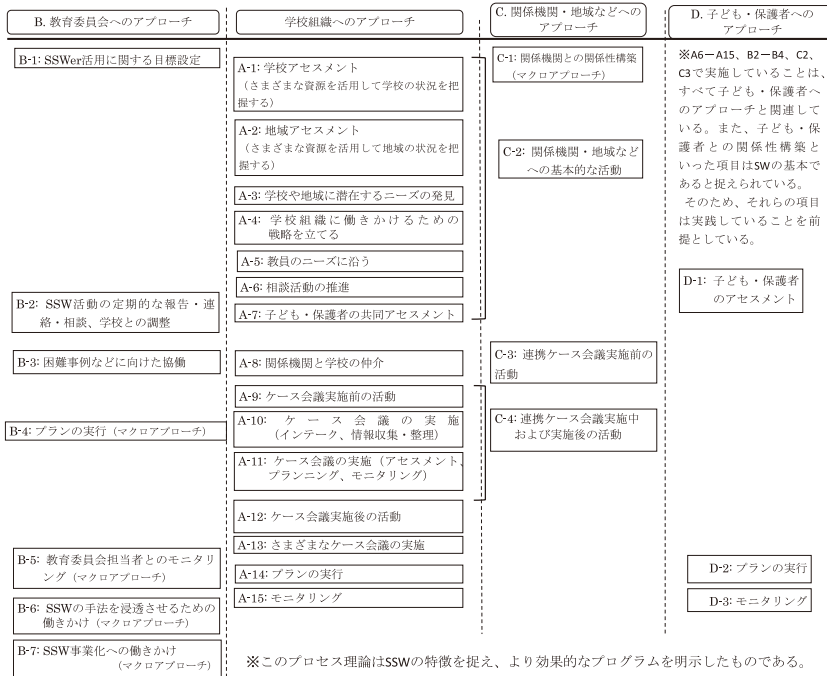 B. 教育委員会へのアプローチ
B-1: SSWer活用に関する目標設定
B-2: SSW活動の定期的な報告・連
絡・相談、学校との調整
B-3: 困難事例などに向けた協働
B-4: プランの実行（マクロアプローチ）
B-5: 教育委員会担当者とのモニタリ
ング（マクロアプローチ）
B-6: SSWの手法を浸透させるための
働きかけ（マクロアプローチ）
B-7: SSW事業化への働きかけ
（マクロアプローチ）
学校組織へのアプローチ
A-1: 学校アセスメント
（さまざまな資源を活用して学校の状況を把
握する）
A-2: 地域アセスメント
（さまざまな資源を活用して地域の状況を把
握する）
A-3: 学校や地域に潜在するニーズの発見
A-4: 学校組織に働きかけるための
戦略を立てる
A-5: 教員のニーズに沿う
A-6: 相談活動の推進
A-7: 子ども・保護者の共同アセスメント
A-8: 関係機関と学校の仲介
A-9: ケース会議実施前の活動
A-10: ケース会議の実施
（インテーク、情報収集・整理）
A-11: ケース会議の実施（アセスメント、
プランニング、モニタリング）
A-12: ケース会議実施後の活動
A-13: さまざまなケース会議の実施
A-14: プランの実行
A-15: モニタリング
C. 関係機関・地域などへの
アプローチ
C-1: 関係機関との関係性構築
（マクロアプローチ）
C-2: 関係機関・地域など
への基本的な活動
C-3: 連携ケース会議実施前の
活動
C-4: 連携ケース会議実施中
および実施後の活動
D. 子ども・保護者への
アプローチ
※A6－A15、B2－B4、C2、
C3で実施していることは、
すべて子ども・保護者へ
のアプローチと関連して
いる。また、子ども・保
護者との関係性構築と
いった項目はSWの基本で
あると捉えられている。
そのため、それらの項目
は実践していることを前
提としている。
D-1: 子ども・保護者
のアセスメント
D-2: プランの実行
D-3: モニタリング
※このプロセス理論はSSWの特徴を捉え、より効果的なプログラムを明示したものである。